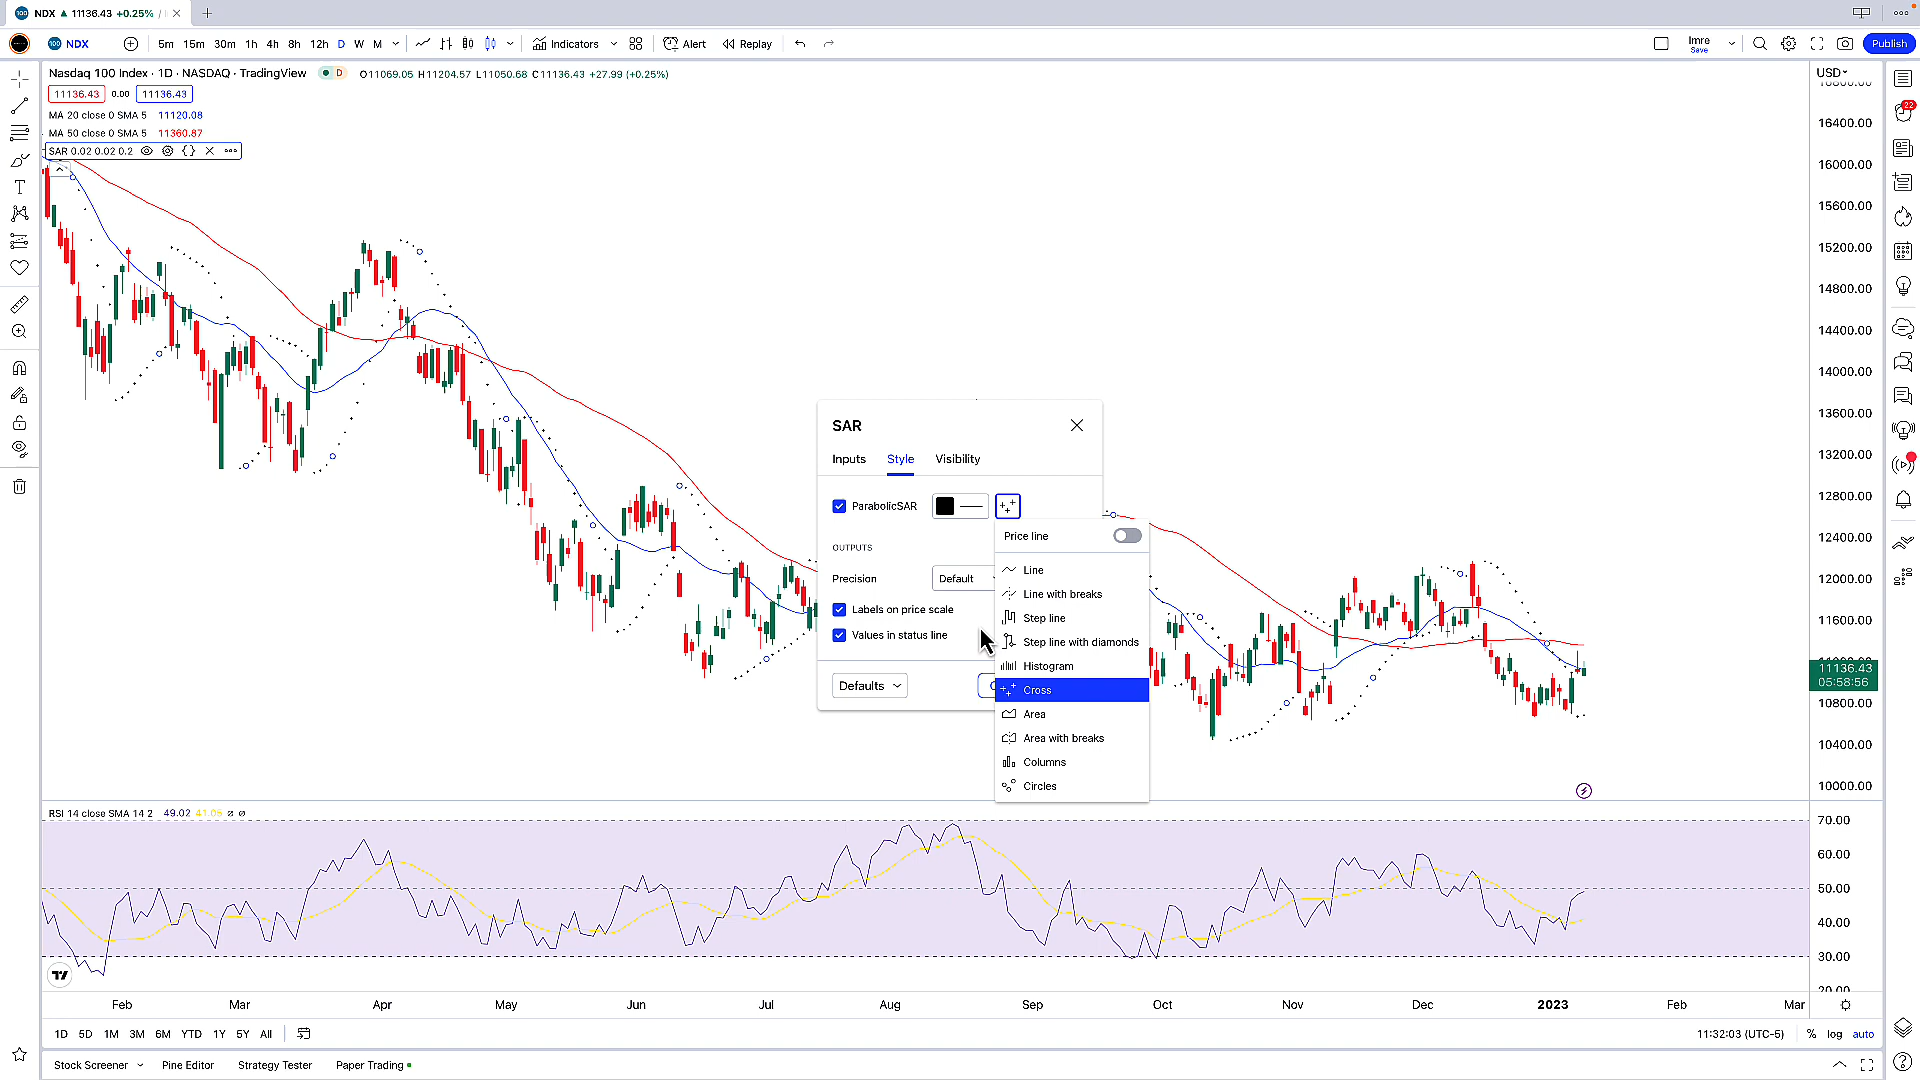 NDX ▲ 11136.43 +0.25% /
NDX 5m 15m 30m 1h 4h 8h 12h D W M Indicators Alert Replay Imre Save Publish
Nasdaq 100 Index · 1D · NASDAQ · TradingView D O11069.05 H11204.57 L11050.68 C11136.43 +27.99 (+0.25%) USD
11136.43 0.00 11136.43
MA 20 close 0 SMA 5 11120.08
MA 50 close 0 SMA 5 11360.87
SAR 0.02 0.02 0.2
16400.00
16000.00
15600.00
15200.00
14800.00
14400.00
14000.00
13600.00
13200.00
12800.00
12400.00
12000.00
11600.00
11136.43
05:58:56
10800.00
10400.00
10000.00
22
SAR
Inputs Style Visibility
ParabolicSAR
OUTPUTS
Precision Default
Labels on price scale
Values in status line
Defaults
Price line
Line
Line with breaks
Step line
Step line with diamonds
Histogram
Cross
Area
Area with breaks
Columns
Circles
RSI 14 close SMA 14 2 49.02 41.05 ø ø
70.00
60.00
50.00
40.00
30.00
20.00
Feb Mar Apr May Jun Jul Aug Sep Oct Nov Dec 2023 Feb Mar
1D 5D 1M 3M 6M YTD 1Y 5Y All 11:32:03 (UTC-5) % log auto
Stock Screener Pine Editor Strategy Tester Paper Trading